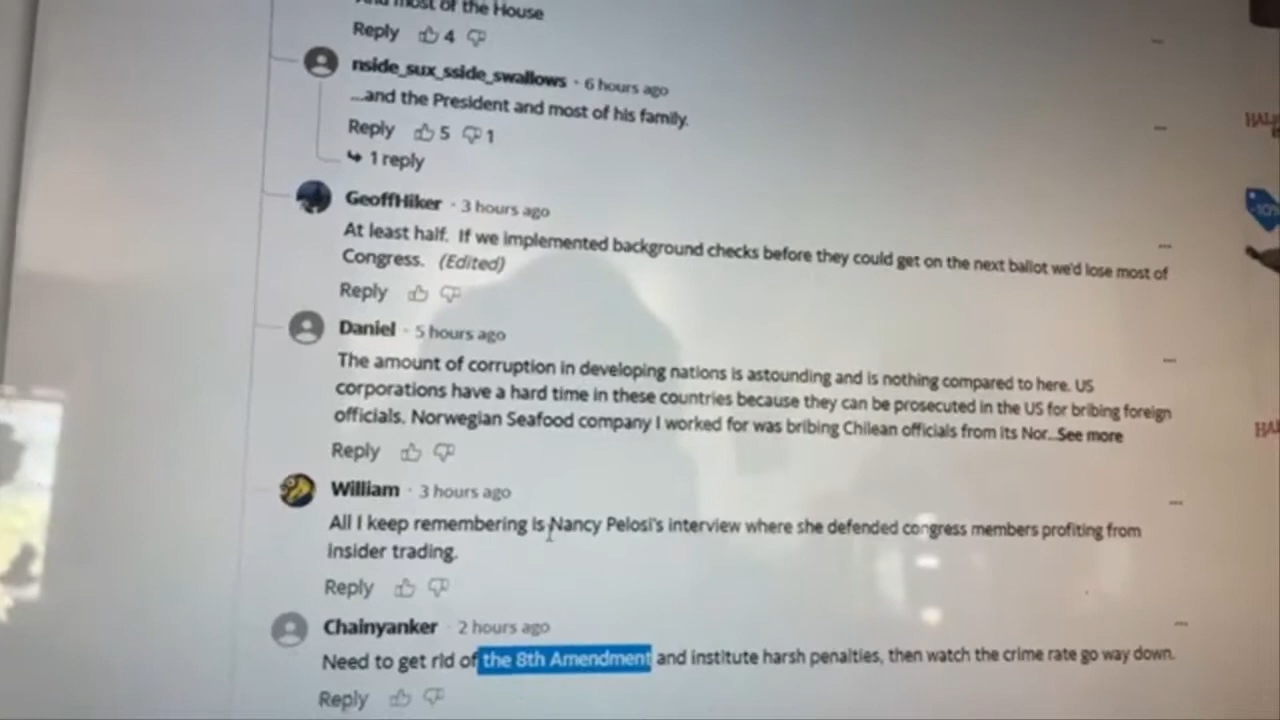 And most of the House
Reply 4
nside_sux_sside_swallows · 6 hours ago
...and the President and most of his family.
Reply 5 1
1 reply
GeoffHiker · 3 hours ago
At least half. If we implemented background checks before they could get on the next ballot we'd lose most of
Congress. (Edited)
Reply
Daniel · 5 hours ago
The amount of corruption in developing nations is astounding and is nothing compared to here. US
corporations have a hard time in these countries because they can be prosecuted in the US for bribing foreign
officials. Norwegian Seafood company I worked for was bribing Chilean officials from its Nor...See more
Reply
William · 3 hours ago
All I keep remembering is Nancy Pelosi's interview where she defended congress members profiting from
insider trading.
Reply
Chainyanker · 2 hours ago
Need to get rid of the 8th Amendment and institute harsh penalties, then watch the crime rate go way down.
Reply